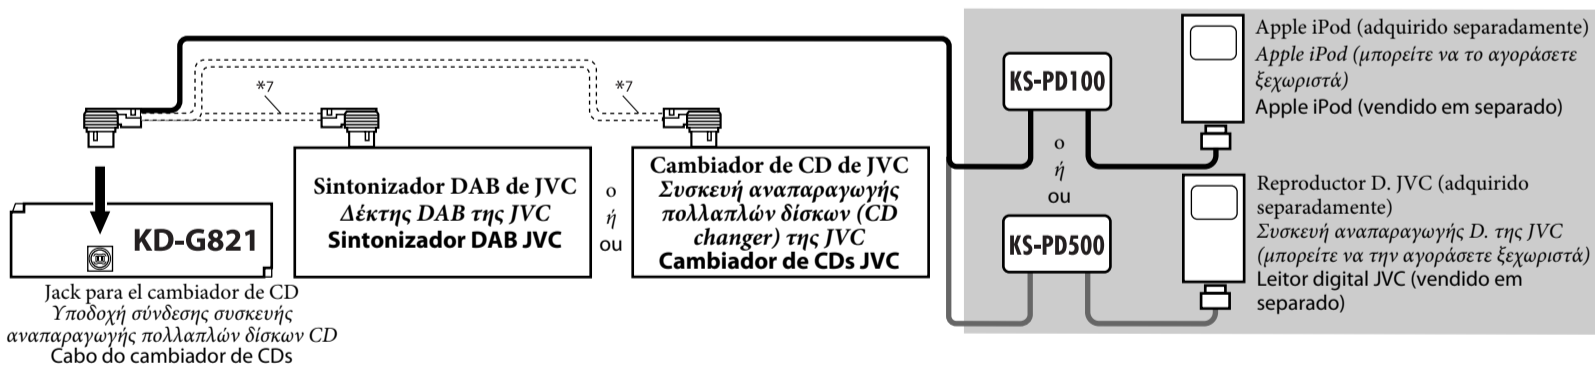 *7
*7
KD-G821
Jack para el cambiador de CD
Υποδοχή σύνδεσης συσκευής
αναπαραγωγής πολλαπλών δίσκων CD
Cabo do cambiador de CDs
Sintonizador DAB de JVC
Δέκτης DAB της JVC
Sintonizador DAB JVC
o
ή
ou
Cambiador de CD de JVC
Συσκευή αναπαραγωγής
πολλαπλών δίσκων (CD
changer) της JVC
Cambiador de CDs JVC
KS-PD100
o
ή
ou
KS-PD500
Apple iPod (adquirido separadamente)
Apple iPod (μπορείτε να το αγοράσετε
ξεχωριστά)
Apple iPod (vendido em separado)
Reproductor D. JVC (adquirido
separadamente)
Συσκευή αναπαραγωγής D. της JVC
(μπορείτε να την αγοράσετε ξεχωριστά)
Leitor digital JVC (vendido em
separado)